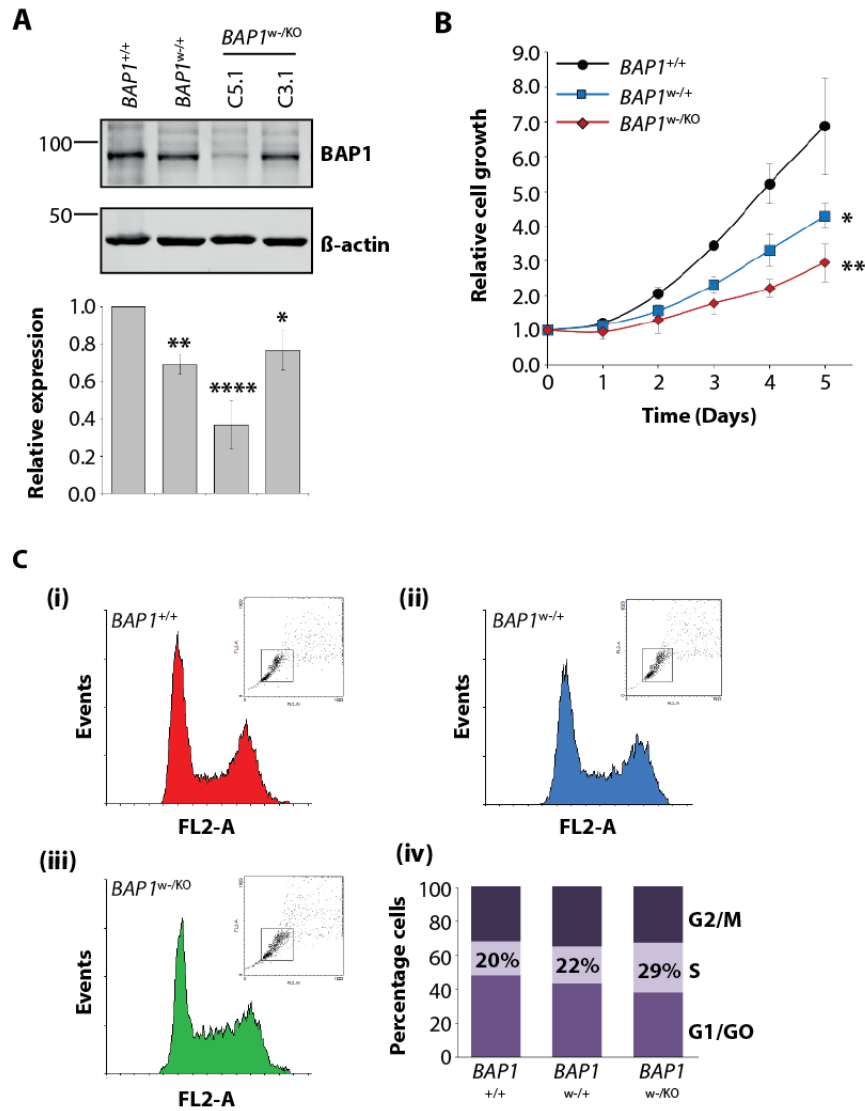 A
BAP1+/+
BAP1w-/+
BAP1w-/KO
C5.1
C3.1
100
BAP1
50
ß-actin
Relative expression
1.0
0.8
0.6
0.4
0.2
0.0
**
****
*
B
Relative cell growth
9.0
8.0
7.0
6.0
5.0
4.0
3.0
2.0
1.0
0.0
BAP1+/+
BAP1w-/+
BAP1w-/KO
*
**
0 1 2 3 4 5
Time (Days)
C
(i)
BAP1+/+
Events
FL2-A
(ii)
BAP1w-/+
Events
FL2-A
(iii)
BAP1w-/KO
Events
FL2-A
(iv)
Percentage cells
100
80
60
40
20
0
20% 22% 29%
G2/M
S
G1/GO
BAP1 BAP1 BAP1
+/+ w-/+ w-/KO